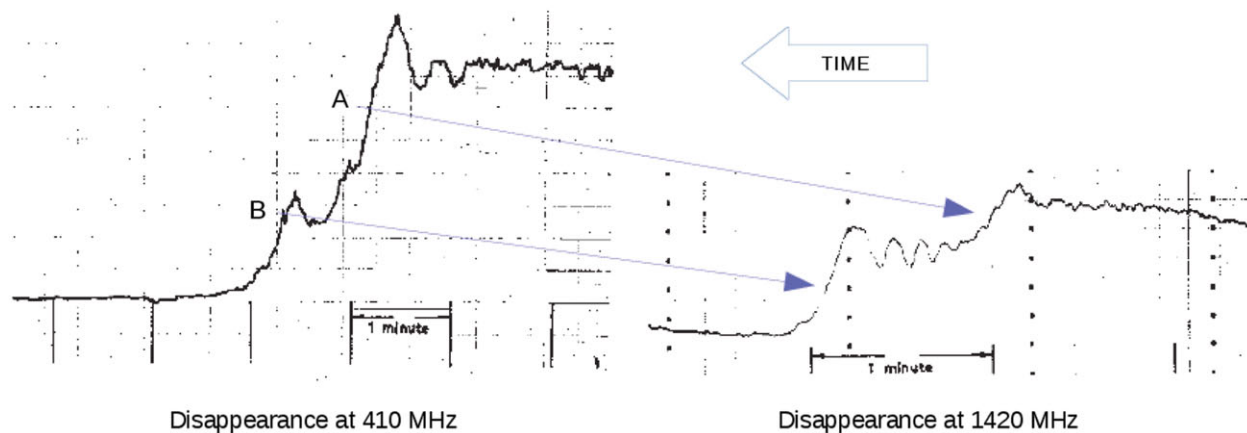 A
B
TIME
1 minute
1 minute
Disappearance at 410 MHz
Disappearance at 1420 MHz